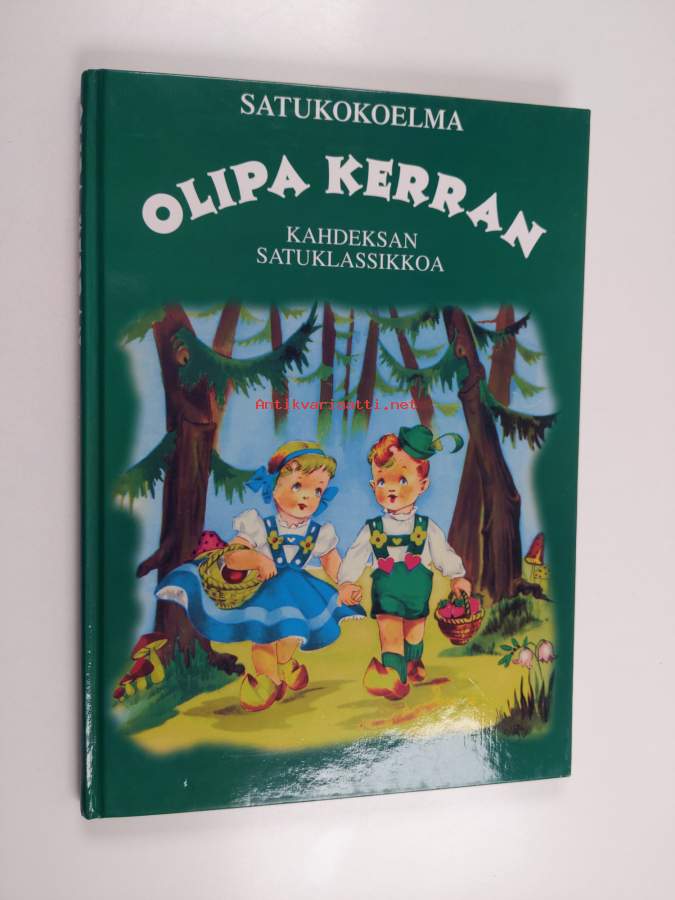 SATUKOKOELMA
OLIPA KERRAN
KAHDEKSAN
SATUKLASSIKKOA
Antikvariaatti.net